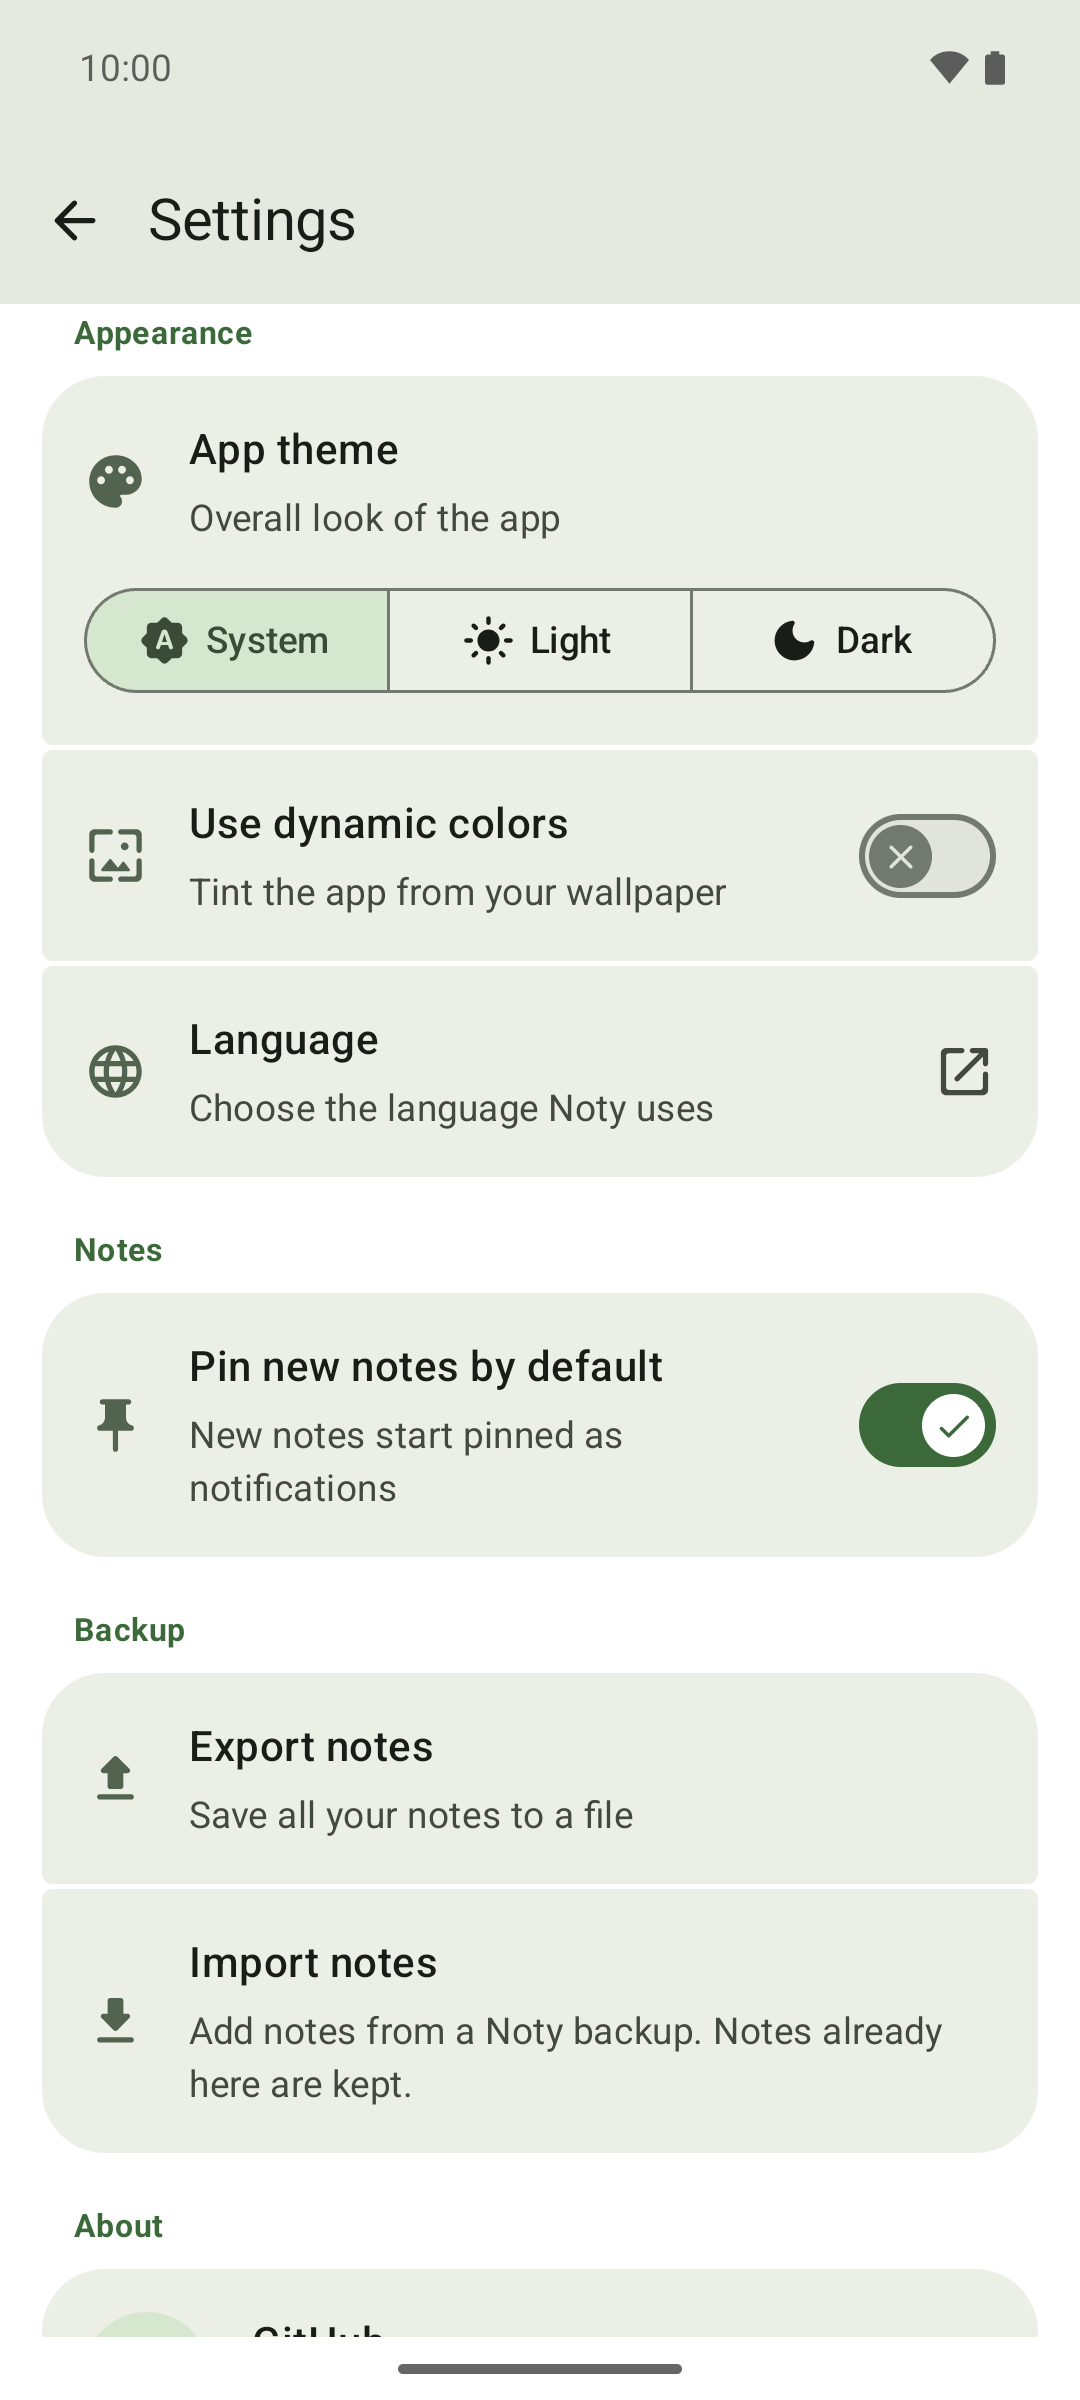 10:00
Settings
Appearance
App theme
Overall look of the app
System
Light
Dark
Use dynamic colors
Tint the app from your wallpaper
Language
Choose the language Noty uses
Notes
Pin new notes by default
New notes start pinned as
notifications
Backup
Export notes
Save all your notes to a file
Import notes
Add notes from a Noty backup. Notes already
here are kept.
About
GitHub